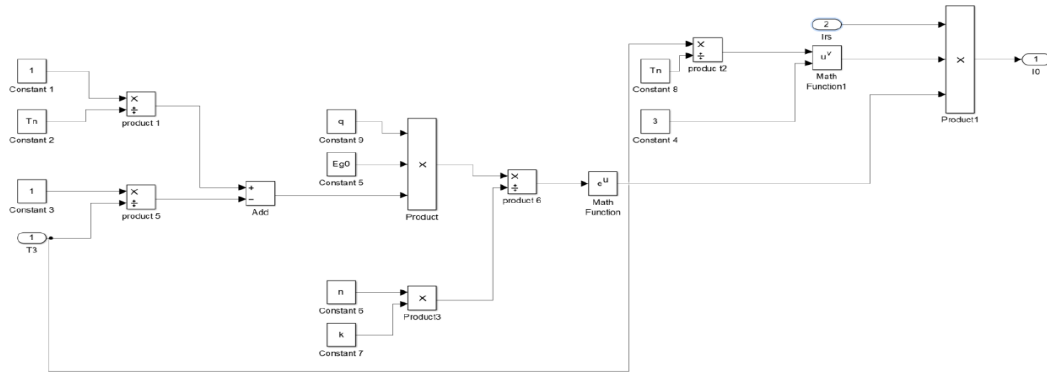 1
Constant 1
Tn
Constant 2
×
÷
product 1
1
Constant 3
×
÷
product 5
1
T3
+
−
Add
q
Constant 9
Eg0
Constant 5
×
Product
n
Constant 6
k
Constant 7
×
Product3
×
÷
product 6
e^u
Math
Function
Tn
Constant 8
×
÷
product2
3
Constant 4
u^v
Math
Function1
2
Irs
×
Product1
1
I0